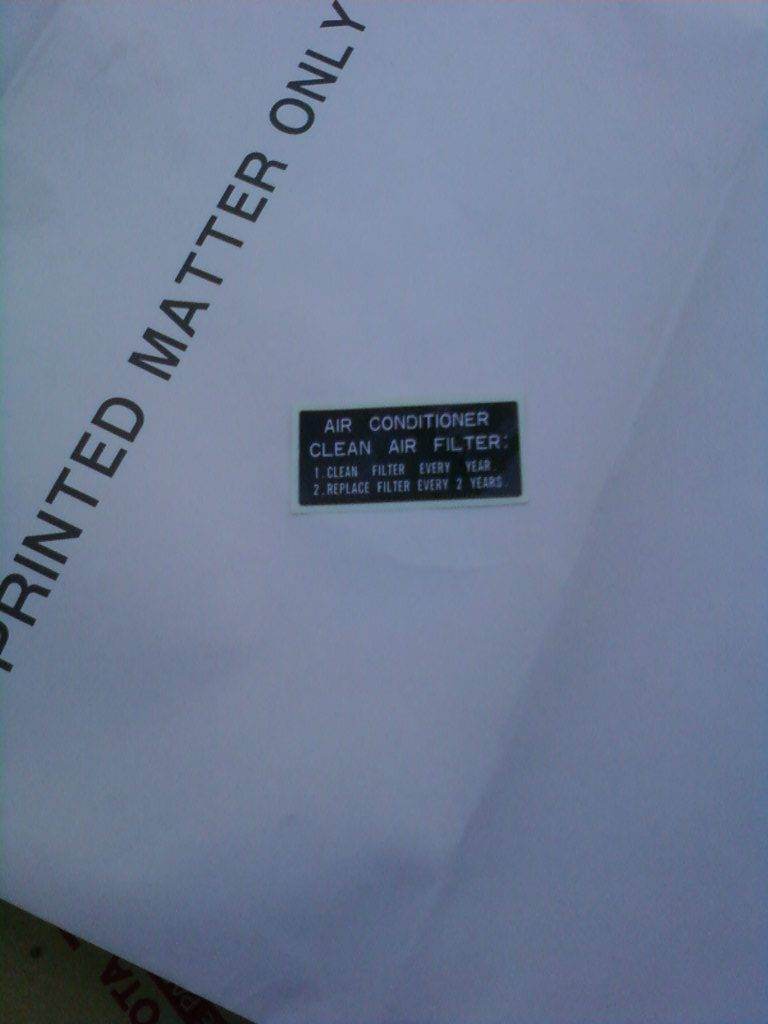 PRINTED MATTER ONLY
AIR CONDITIONER
CLEAN AIR FILTER:
1.CLEAN FILTER EVERY YEAR.
2.REPLACE FILTER EVERY 2 YEARS.
OTA